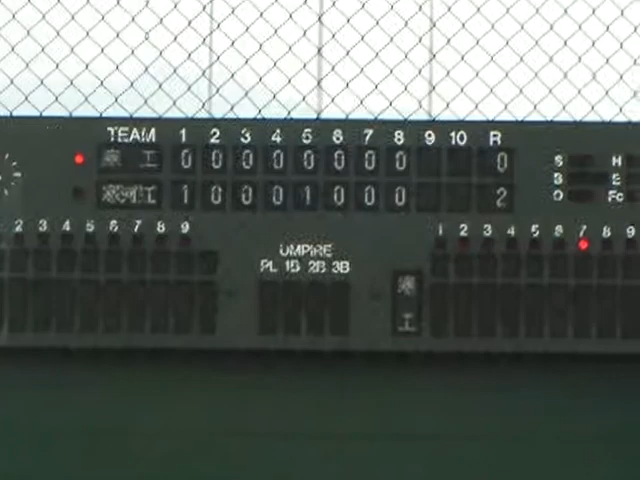 TEAM 1 2 3 4 5 6 7 8 9 10 R
工 0 0 0 0 0 0 0 0 0
工 1 0 0 0 1 0 0 0 2
S H
B E
O Fc
2 3 4 5 6 7 8 9
1 2 3 4 5 6 7 8 9
UMPIRE
PL 1B 2B 3B
工